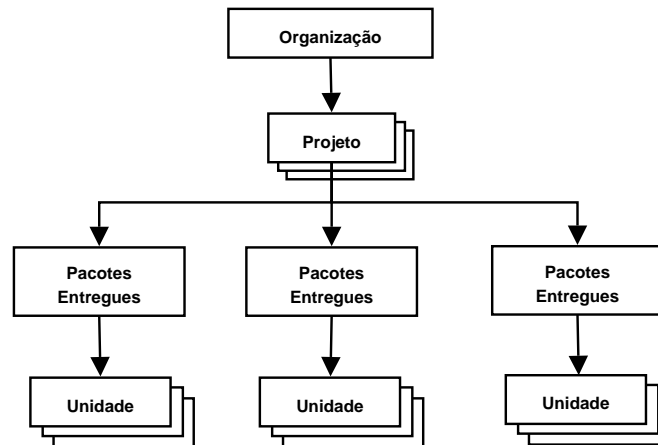 Organização
Projeto
Pacotes
Entregues
Pacotes
Entregues
Pacotes
Entregues
Unidade
Unidade
Unidade